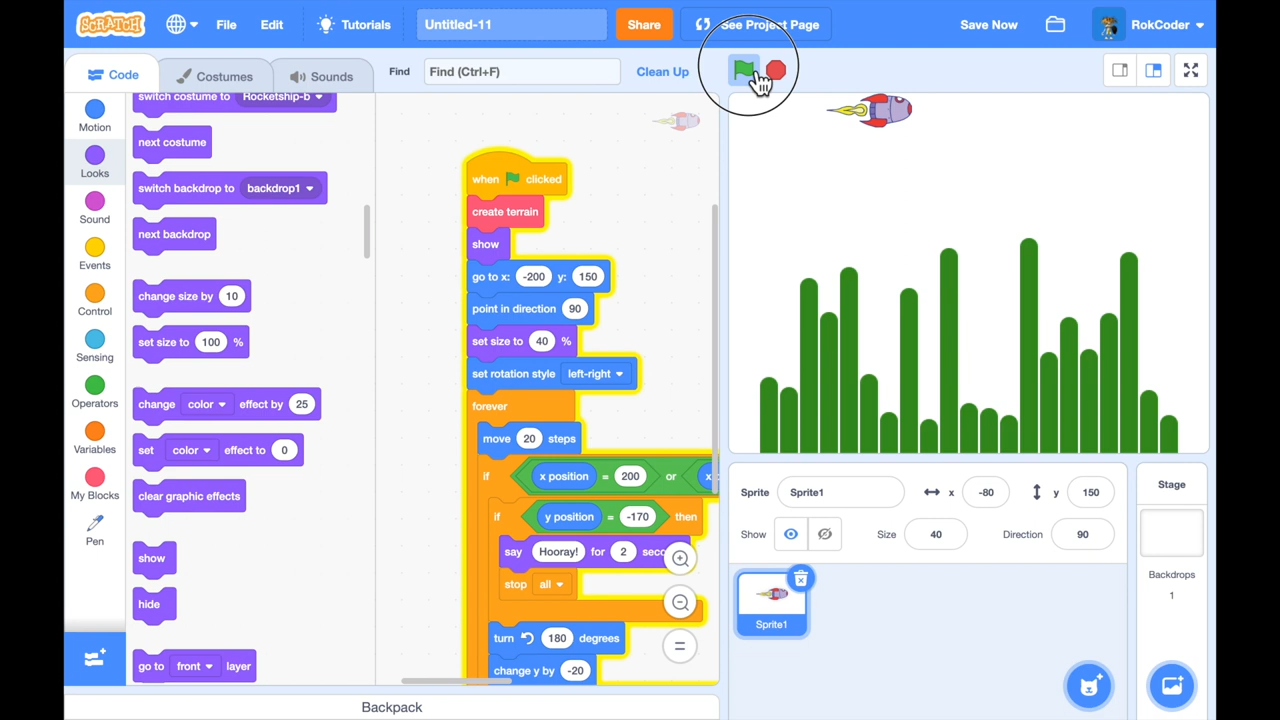 SCRATCH File Edit Tutorials Untitled-11 Share See Project Page Save Now RokCoder
Code Costumes Sounds Find Find (Ctrl+F) Clean Up
Motion
Looks
Sound
Events
Control
Sensing
Operators
Variables
My Blocks
Pen
switch costume to Rocketship-b
next costume
switch backdrop to backdrop1
next backdrop
change size by 10
set size to 100 %
change color effect by 25
set color effect to 0
clear graphic effects
show
hide
go to front layer
when clicked
create terrain
show
go to x: -200 y: 150
point in direction 90
set size to 40 %
set rotation style left-right
forever
move 20 steps
if x position = 200 or
if y position = -170 then
say Hooray! for 2
stop all
turn 180 degrees
change y by -20
Backpack
Sprite Sprite1 x -80 y 150
Show Size 40 Direction 90
Sprite1
Stage
Backdrops
1